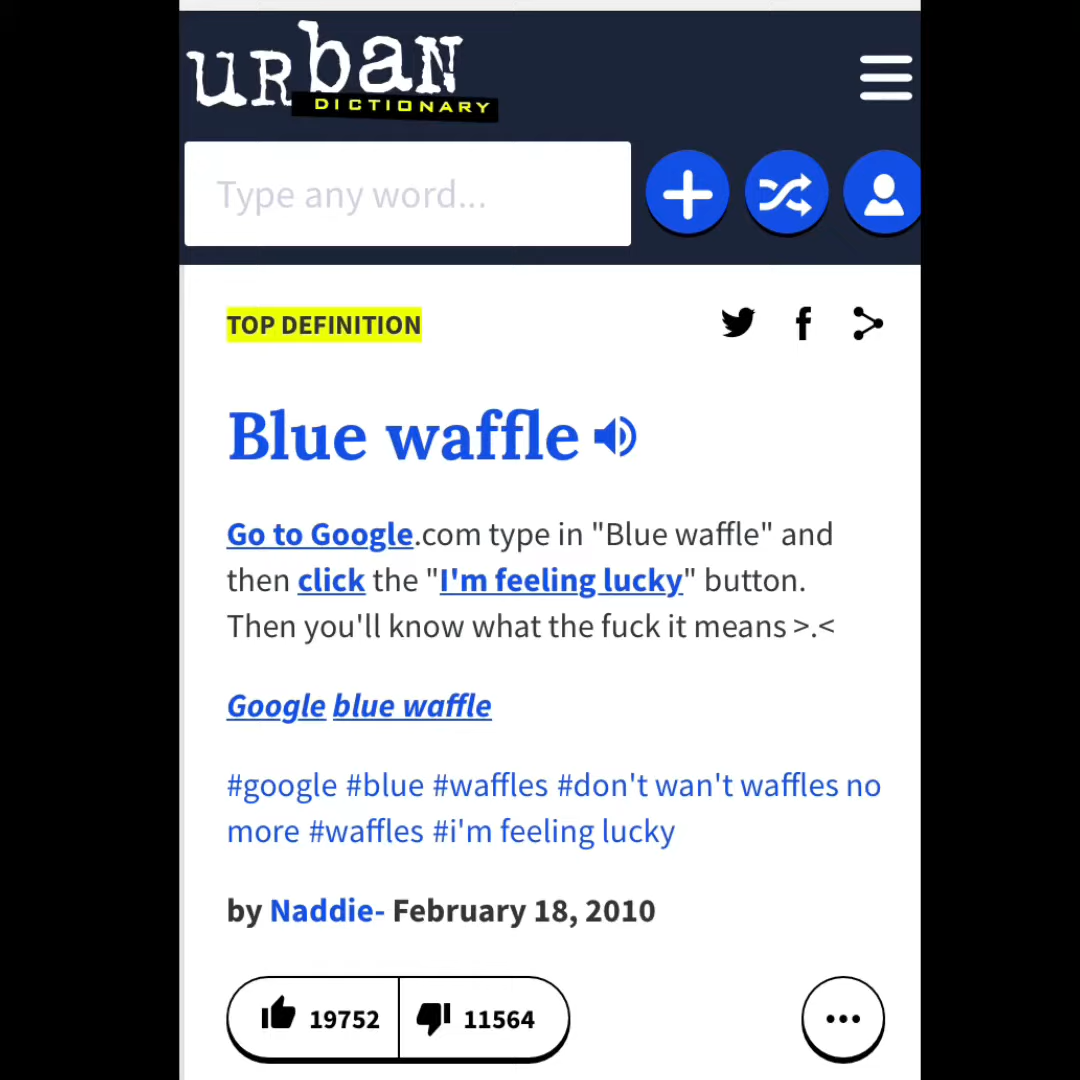 urban
DICTIONARY
Type any word...
TOP DEFINITION
Blue waffle
Go to Google.com type in "Blue waffle" and
then click the "I'm feeling lucky" button.
Then you'll know what the fuck it means >.<
Google blue waffle
#google #blue #waffles #don't wan't waffles no
more #waffles #i'm feeling lucky
by Naddie- February 18, 2010
19752 11564